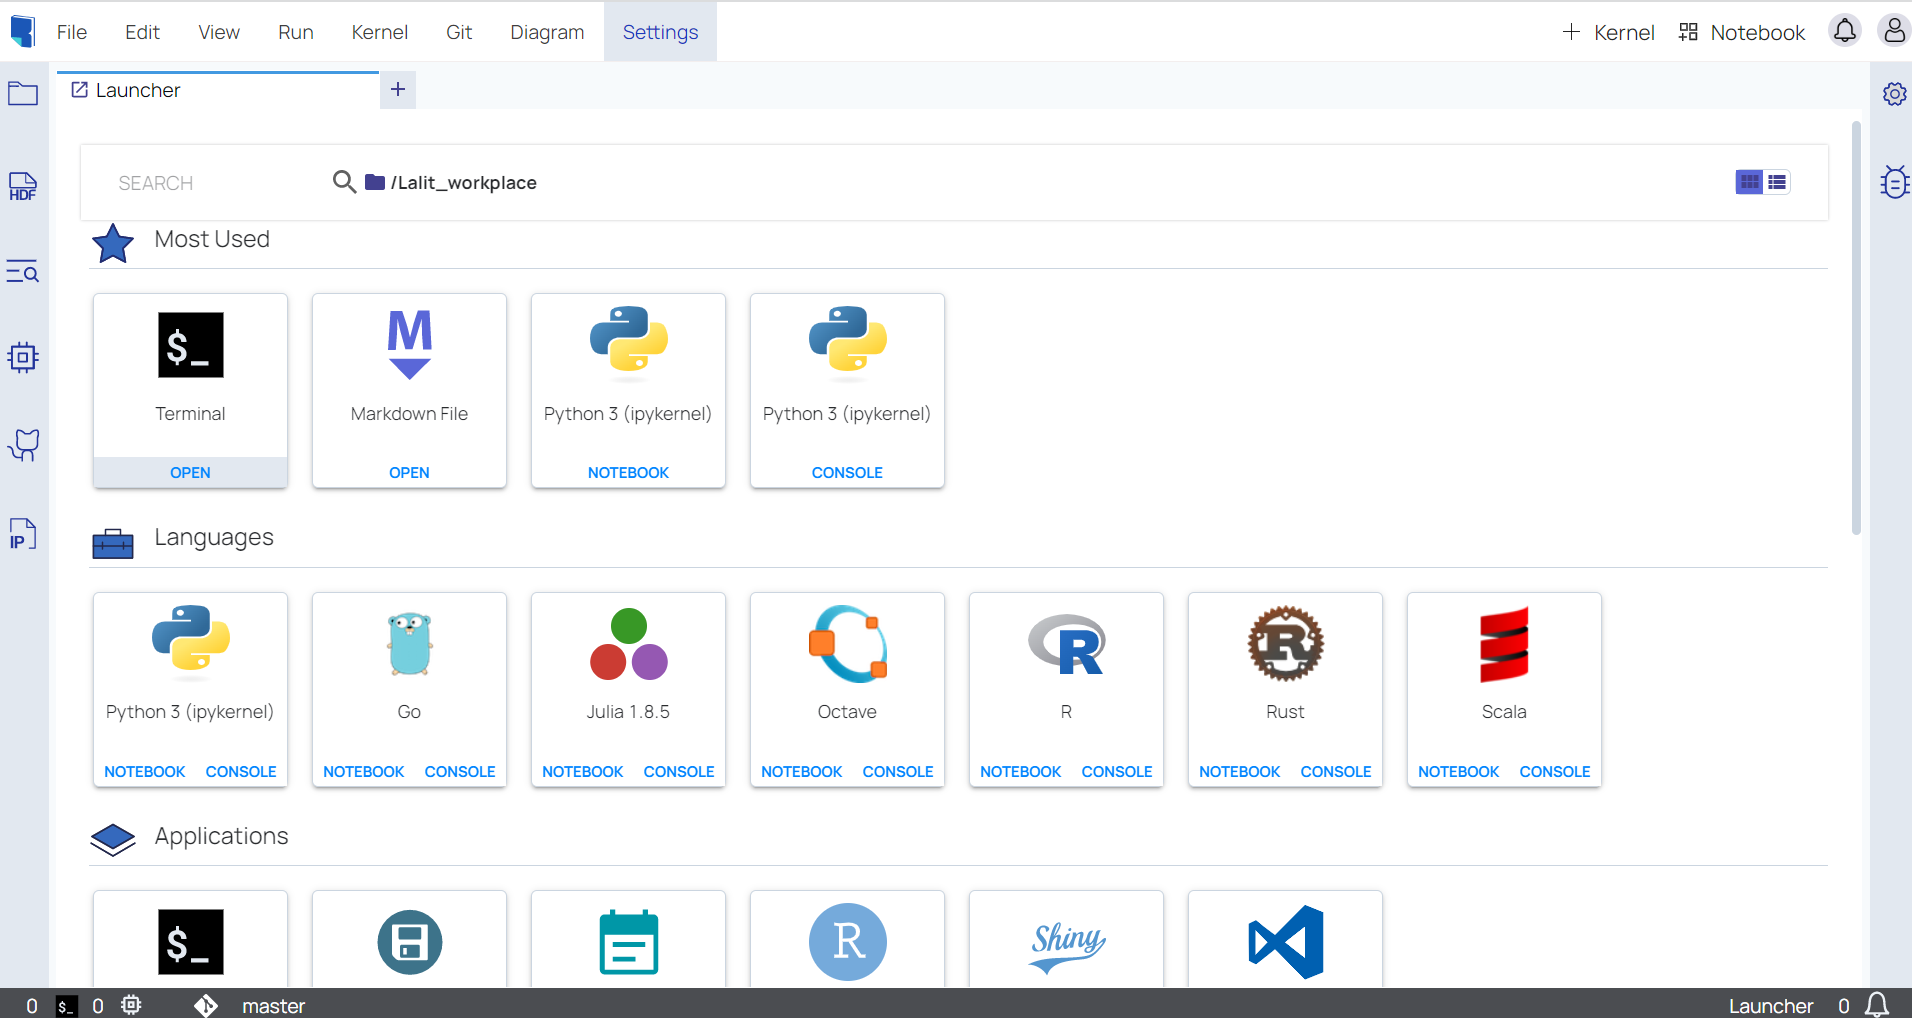 File Edit View Run Kernel Git Diagram Settings + Kernel Notebook
Launcher +
SEARCH /Lalit_workplace
HDF
Most Used
$_ M
Terminal Markdown File Python 3 (ipykernel) Python 3 (ipykernel)
OPEN OPEN NOTEBOOK CONSOLE
IP
Languages
R R
Python 3 (ipykernel) Go Julia 1.8.5 Octave R Rust Scala
NOTEBOOK CONSOLE NOTEBOOK CONSOLE NOTEBOOK CONSOLE NOTEBOOK CONSOLE NOTEBOOK CONSOLE NOTEBOOK CONSOLE NOTEBOOK CONSOLE
Applications
$_ R Shiny
0 $_ 0 master Launcher 0